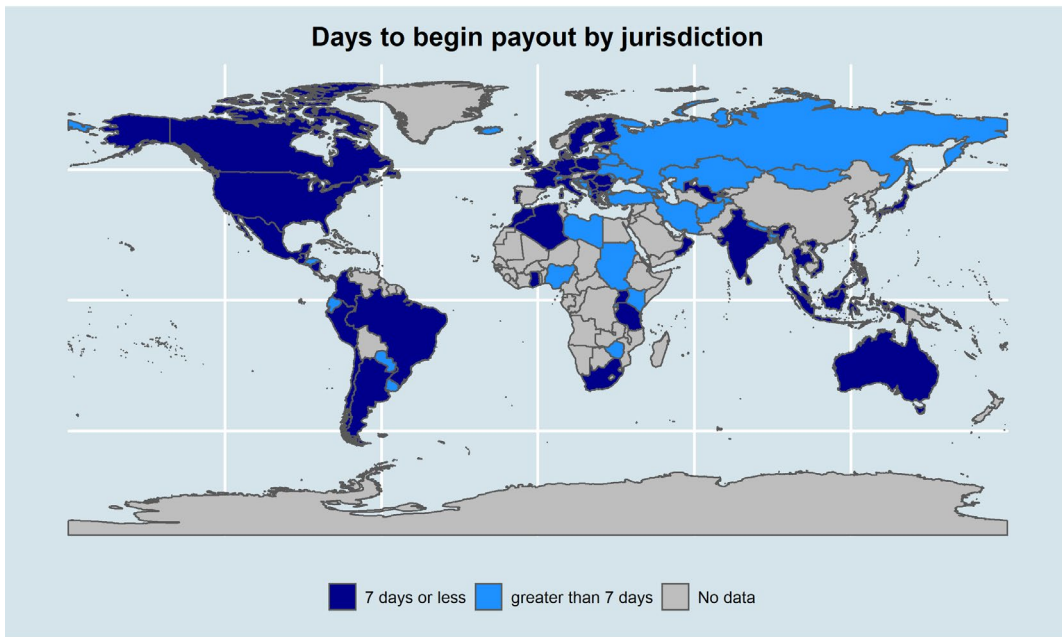 Days to begin payout by jurisdiction
7 days or less greater than 7 days No data